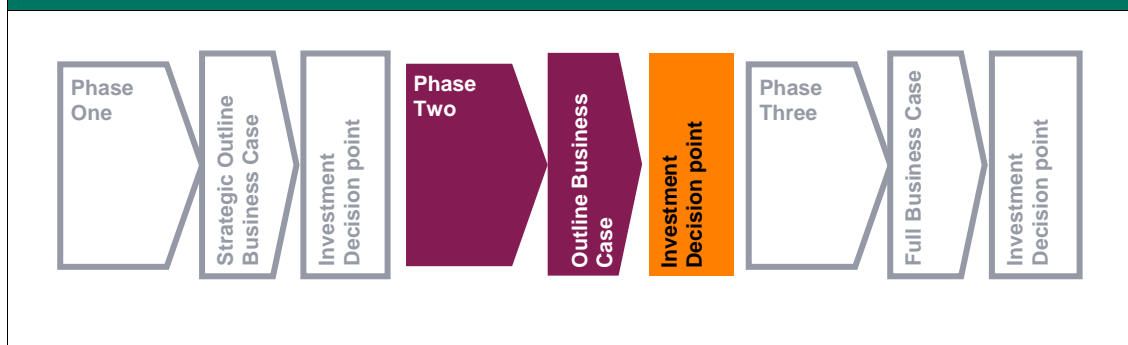 Phase
One
Strategic Outline
Business Case
Investment
Decision point
Phase
Two
Outline Business
Case
Investment
Decision point
Phase
Three
Full Business Case
Investment
Decision point